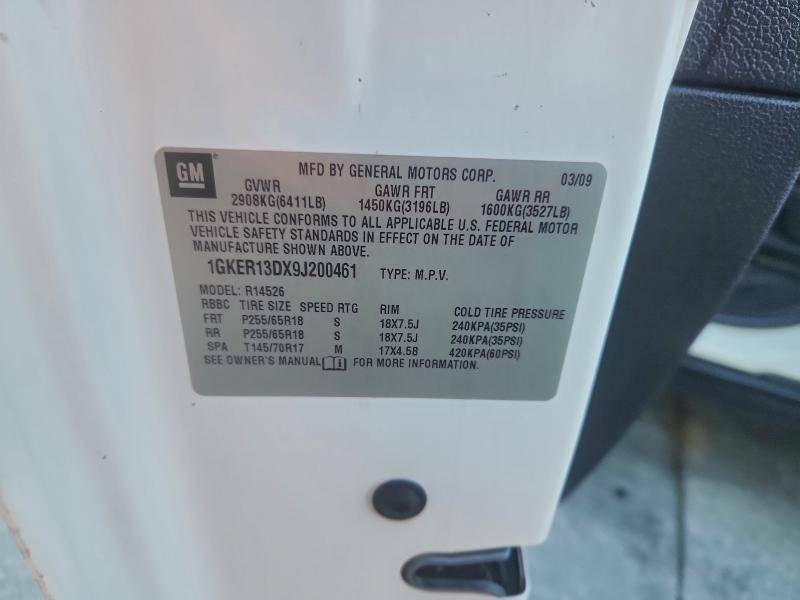 GM
MFD BY GENERAL MOTORS CORP. 03/09
GVWR GAWR FRT GAWR RR
2908KG(6411LB) 1450KG(3196LB) 1600KG(3527LB)
THIS VEHICLE CONFORMS TO ALL APPLICABLE U.S. FEDERAL MOTOR
VEHICLE SAFETY STANDARDS IN EFFECT ON THE DATE OF
MANUFACTURE SHOWN ABOVE.
1GKER13DX9J200461 TYPE: M.P.V.
MODEL: R14526
RBBC TIRE SIZE SPEED RTG RIM COLD TIRE PRESSURE
FRT P255/65R18 S 18X7.5J 240KPA(35PSI)
RR P255/65R18 S 18X7.5J 240KPA(35PSI)
SPA T145/70R17 M 17X4.5B 420KPA(60PSI)
SEE OWNER'S MANUAL FOR MORE INFORMATION.